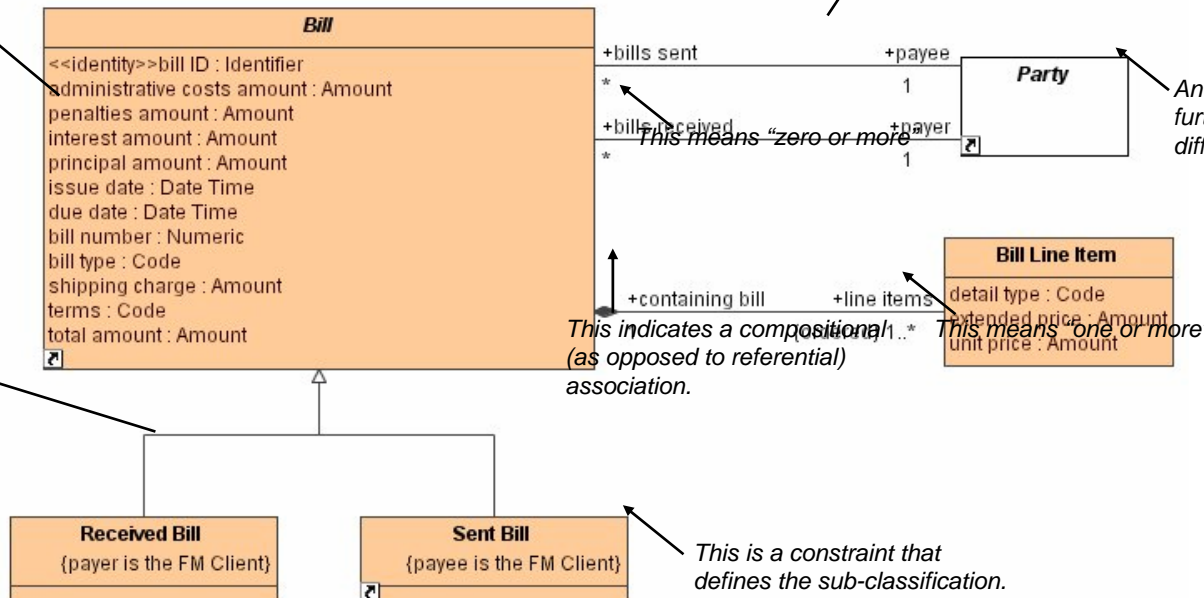 Bill
<<identity>>bill ID : Identifier
administrative costs amount : Amount
penalties amount : Amount
interest amount : Amount
principal amount : Amount
issue date : Date Time
due date : Date Time
bill number : Numeric
bill type : Code
shipping charge : Amount
terms : Code
total amount : Amount
+bills sent
+payee
*
1
+bills received
+payer
*
1
This means "zero or more"
Party
An
furt
diff
+containing bill
+line items
1
{ordered} 1..*
This indicates a compositional
(as opposed to referential)
association.
This means "one or more
Bill Line Item
detail type : Code
extended price : Amount
unit price : Amount
Received Bill
{payer is the FM Client}
Sent Bill
{payee is the FM Client}
This is a constraint that
defines the sub-classification.